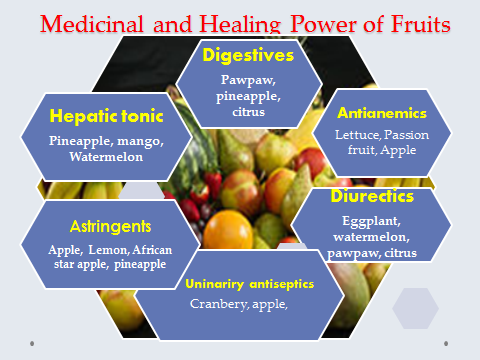 Medicinal and Healing Power of Fruits
Digestives
Pawpaw,
pineapple,
citrus
Hepatic tonic
Pineapple, mango,
Watermelon
Antianemics
Lettuce, Passion
fruit, Apple
Diurectics
Eggplant,
watermelon,
pawpaw, citrus
Astringents
Apple, Lemon, African
star apple, pineapple
Uninariry antiseptics
Cranbery, apple,